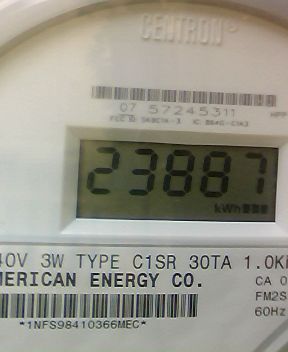 CENTRON®
07 57245311
23887
kWh
40V 3W TYPE C1SR 30TA 1.0K
MERICAN ENERGY CO.
CA 0
FM2S
60Hz
*1NFS98410366MEC*